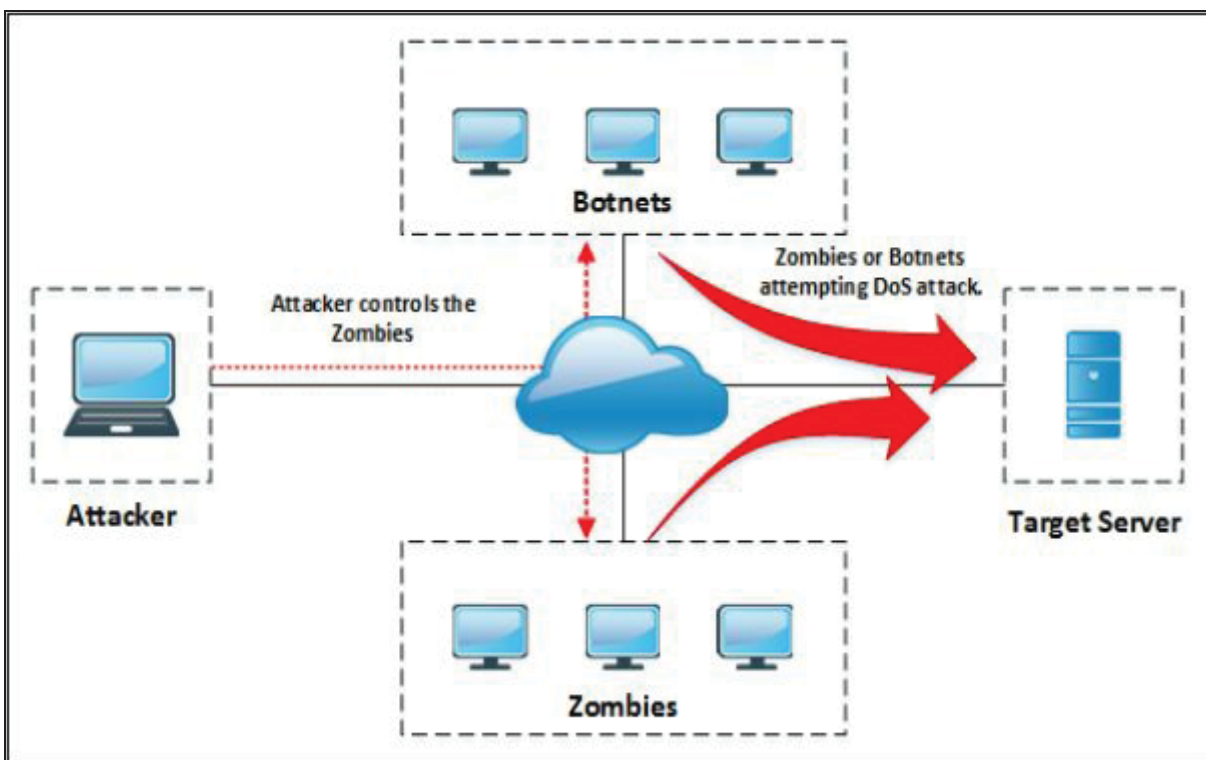 Botnets
Zombies or Botnets
attempting DoS attack.
Attacker controls the
Zombies
Attacker
Target Server
Zombies